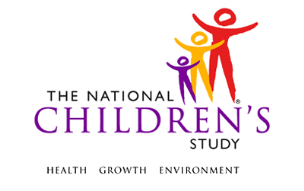 THE NATIONAL
CHILDREN'S®
STUDY
HEALTH GROWTH ENVIRONMENT